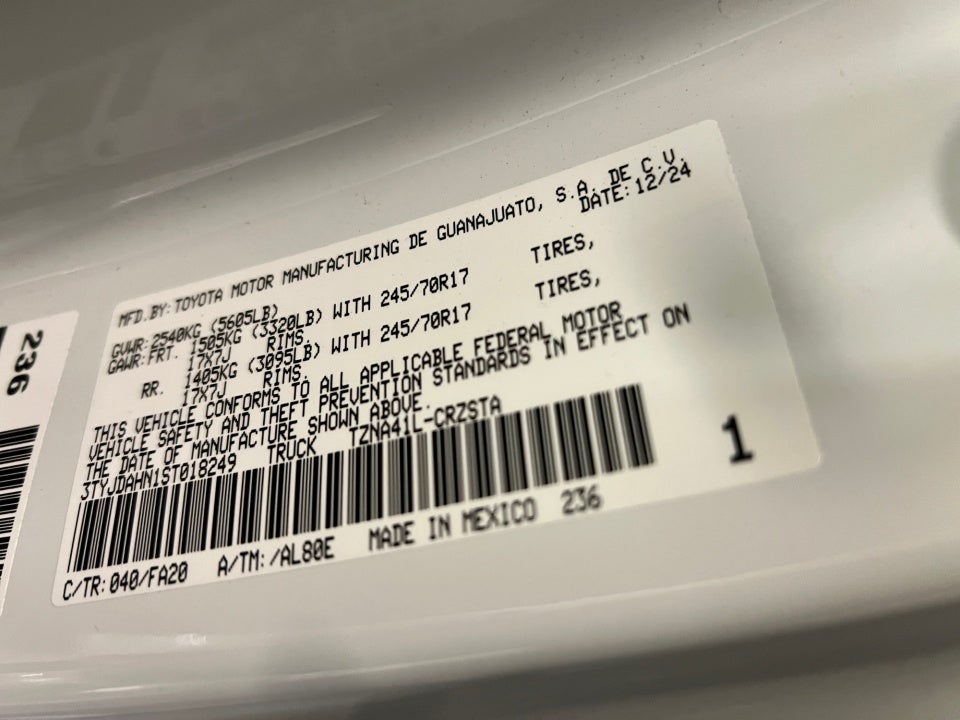 MFD.BY:TOYOTA MOTOR MANUFACTURING DE GUANAJUATO, S.A. DE C.V.
DATE:12/24
GVWR:2540KG (5605LB)
GAWR:FRT. 1505KG (3320LB) WITH 245/70R17 TIRES,
17X7J RIMS.
RR. 1405KG (3095LB) WITH 245/70R17 TIRES,
17X7J RIMS.
THIS VEHICLE CONFORMS TO ALL APPLICABLE FEDERAL MOTOR
VEHICLE SAFETY AND THEFT PREVENTION STANDARDS IN EFFECT ON
THE DATE OF MANUFACTURE SHOWN ABOVE.
3TYJDAHN1ST018249 TRUCK TZNA41L-CRZSTA
1
C/TR:040/FA20 A/TM:/AL80E MADE IN MEXICO 236
236